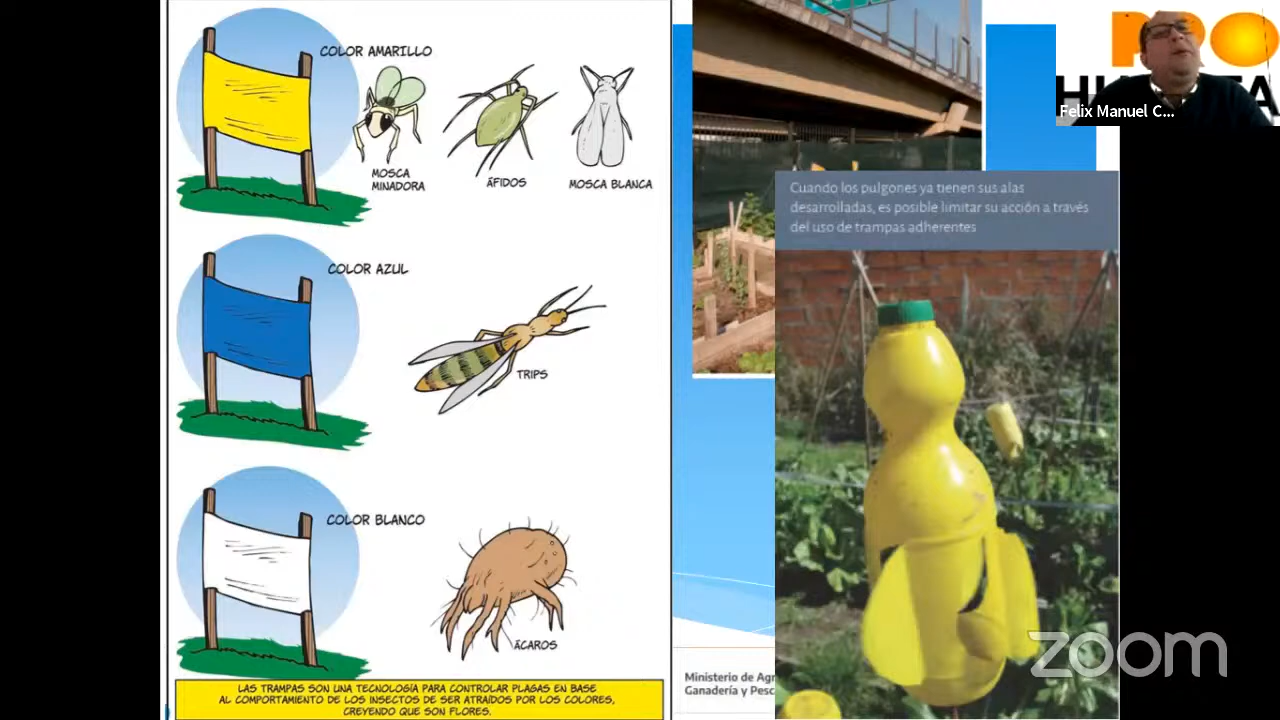 COLOR AMARILLO
MOSCA
MINADORA
ÁFIDOS
MOSCA BLANCA
COLOR AZUL
TRIPS
COLOR BLANCO
ÁCAROS
LAS TRAMPAS SON UNA TECNOLOGÍA PARA CONTROLAR PLAGAS EN BASE
AL COMPORTAMIENTO DE LOS INSECTOS DE SER ATRAÍDOS POR LOS COLORES,
CREYENDO QUE SON FLORES.
Cuando los pulgones ya tienen sus alas
desarrolladas, es posible limitar su acción a través
del uso de trampas adherentes
Ministerio de Agr
Ganadería y Pesc
Felix Manuel C...
zoom